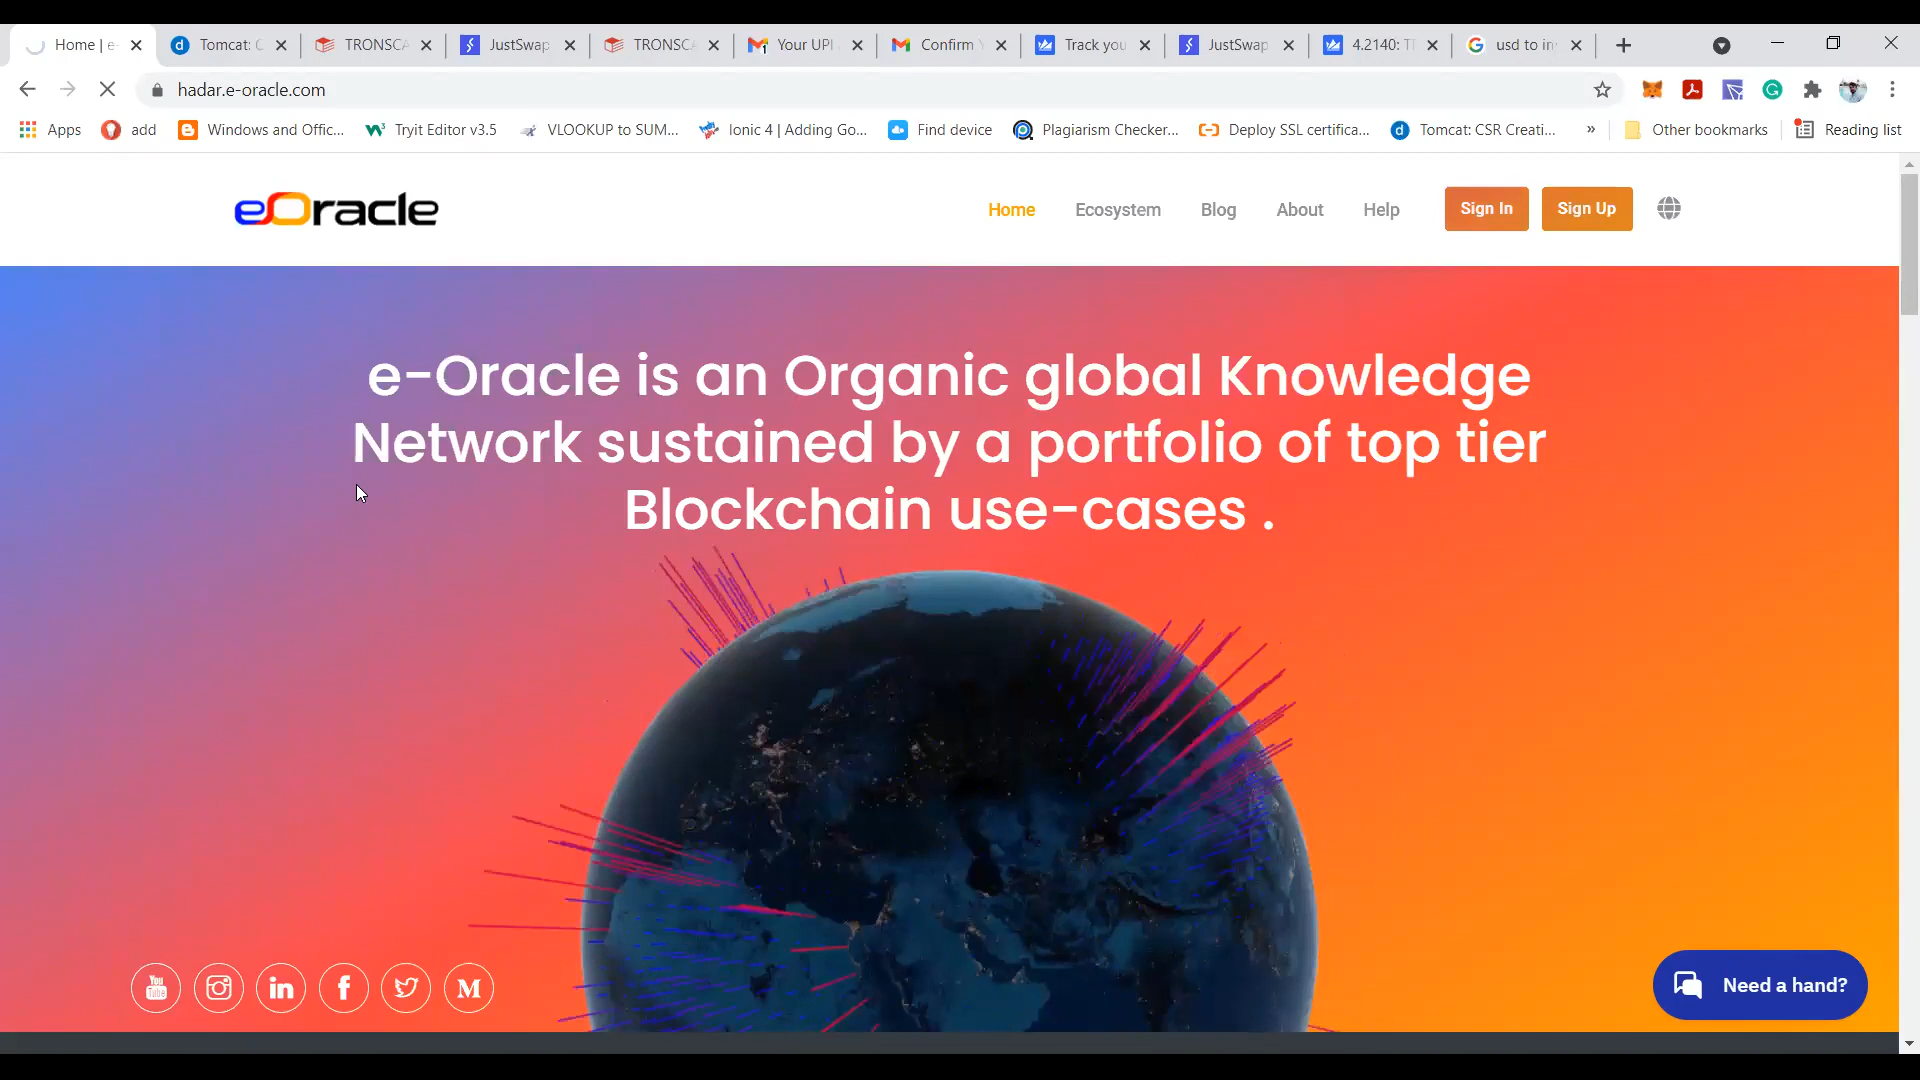 Home | e-
Tomcat: C
TRONSCA
JustSwap
TRONSCA
Your UPI
Confirm Y
Track you
JustSwap
4.2140: T
usd to in
hadar.e-oracle.com
Apps
add
Windows and Offic...
Tryit Editor v3.5
VLOOKUP to SUM...
Ionic 4 | Adding Go...
Find device
Plagiarism Checker...
Deploy SSL certifica...
Tomcat: CSR Creati...
»
Other bookmarks
Reading list
eOracle
Home
Ecosystem
Blog
About
Help
Sign In
Sign Up
e-Oracle is an Organic global Knowledge
Network sustained by a portfolio of top tier
Blockchain use-cases .
You
Tube
in
f
M
Need a hand?